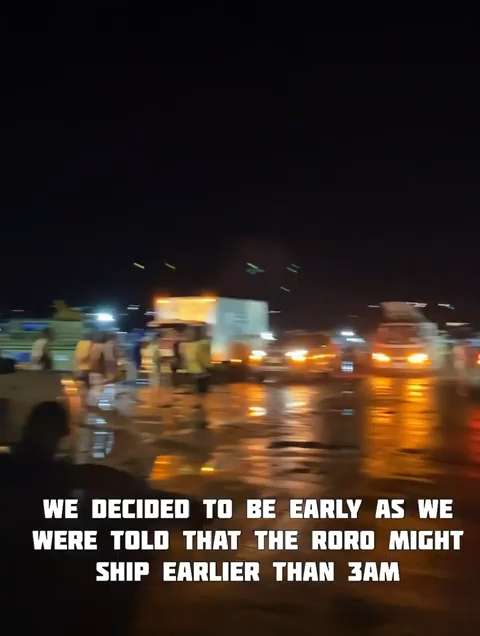 WE DECIDED TO BE EARLY AS WE
WERE TOLD THAT THE RORO MIGHT
SHIP EARLIER THAN 3AM